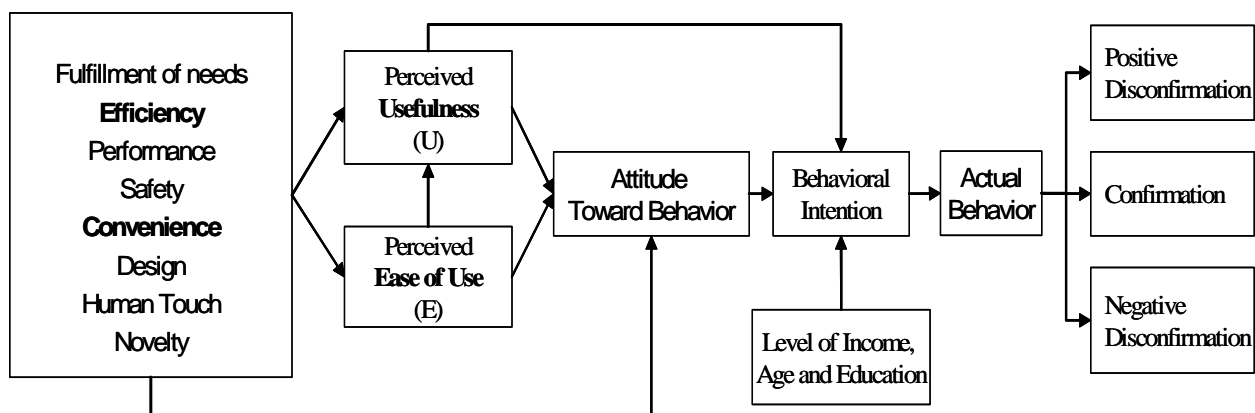 Fulfillment of needs
Efficiency
Performance
Safety
Convenience
Design
Human Touch
Novelty
Perceived
Usefulness
(U)
Perceived
Ease of Use
(E)
Attitude
Toward Behavior
Behavioral
Intention
Level of Income,
Age and Education
Actual
Behavior
Positive
Disconfirmation
Confirmation
Negative
Disconfirmation